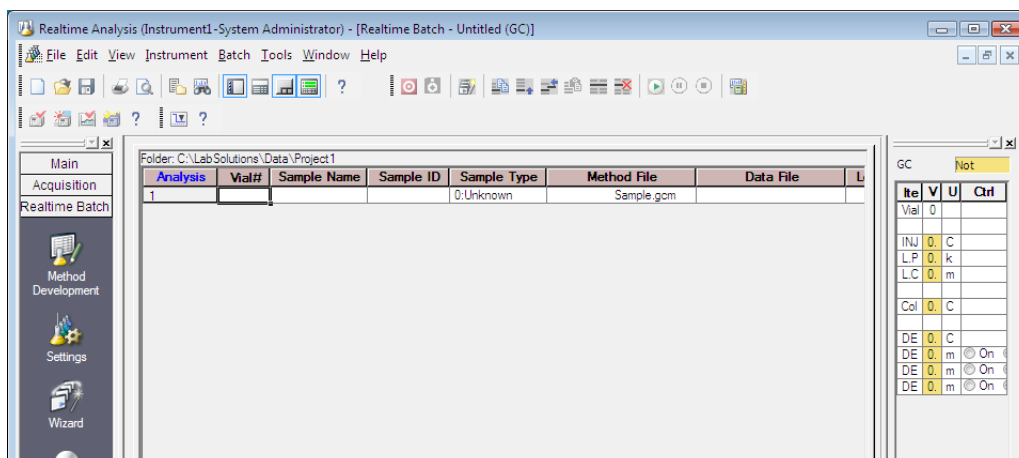 Realtime Analysis (Instrument1-System Administrator) - [Realtime Batch - Untitled (GC)]
File Edit View Instrument Batch Tools Window Help
?
?
?
Main
Acquisition
Realtime Batch
Method
Development
Settings
Wizard
Folder: C:\LabSolutions\Data\Project1
Analysis Vial# Sample Name Sample ID Sample Type Method File Data File L
1 0:Unknown Sample.gcm
GC Not
Ite V U Ctrl
Vial 0
INJ 0. C
L.P 0. k
L.C 0. m
Col 0. C
DE 0. C
DE 0. m On
DE 0. m On
DE 0. m On